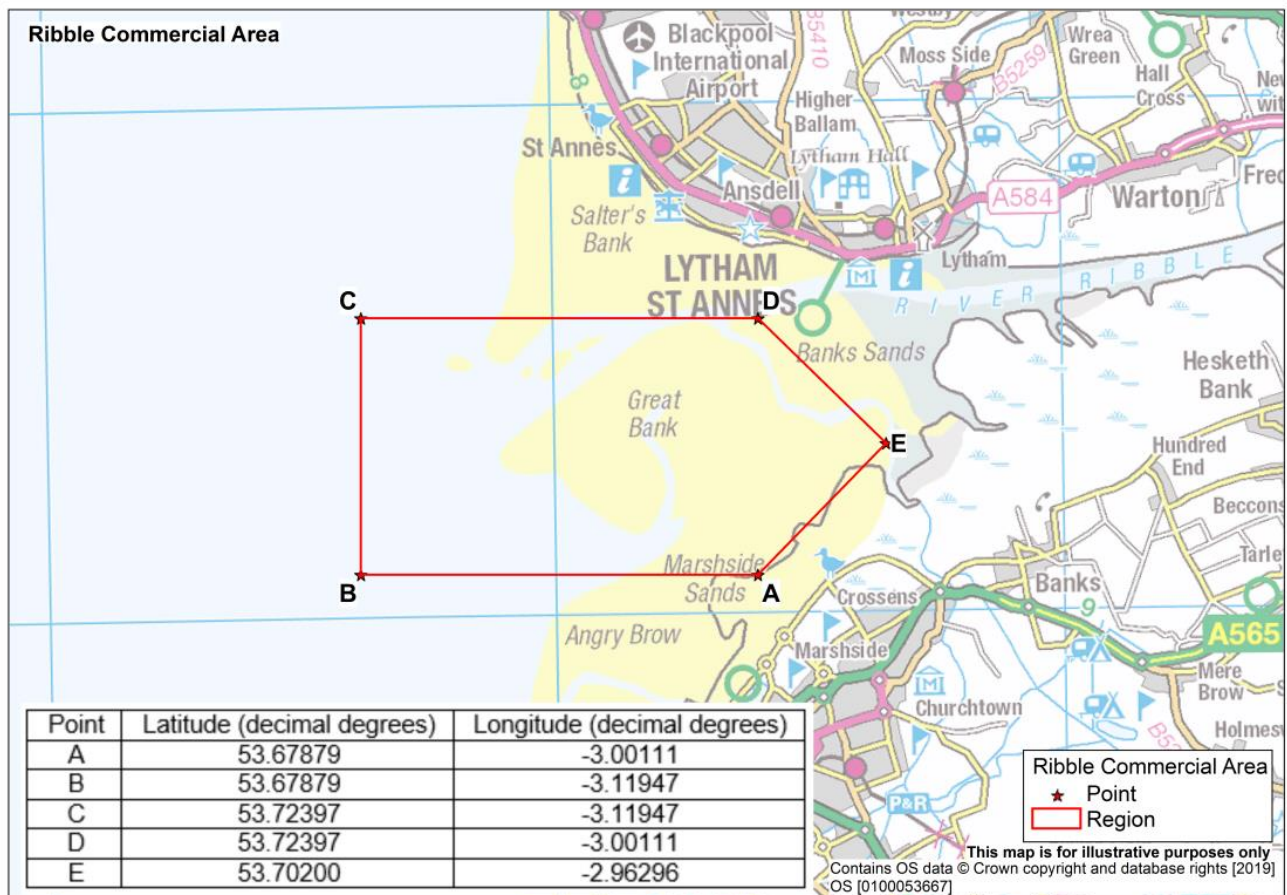 Ribble Commercial Area
Blackpool
International
Airport
B5410
Westby
Moss Side
B5259
Wrea
Green
Hall
Cross
8
Higher
Ballam
St Annes
i
Lytham Hall
Ansdell
A584
Warton
Salter's
Bank
LYTHAM
ST ANNES
M
i
Lytham
RIVER RIBBLE
C
D
Banks Sands
Hesketh
Bank
Great
Bank
E
Hundred
End
Marshside
Sands
B
A
Crossens
Banks
9
A565
Angry Brow
Marshside
M
Churchtown
Mere
Brow
P&R
Point Latitude (decimal degrees) Longitude (decimal degrees)
A 53.67879 -3.00111
B 53.67879 -3.11947
C 53.72397 -3.11947
D 53.72397 -3.00111
E 53.70200 -2.96296
Ribble Commercial Area
Point
Region
This map is for illustrative purposes only
Contains OS data © Crown copyright and database rights [2019]
OS [0100053667]